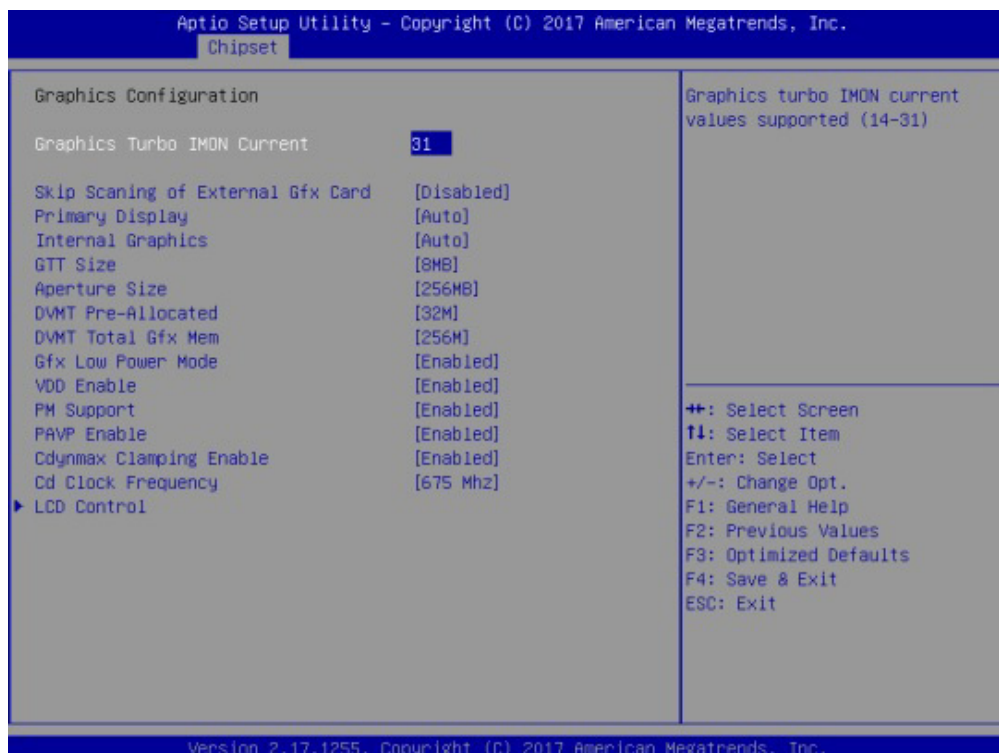 Aptio Setup Utility – Copyright (C) 2017 American Megatrends, Inc.
Chipset
Graphics Configuration
Graphics Turbo IMON Current 31
Skip Scaning of External Gfx Card [Disabled]
Primary Display [Auto]
Internal Graphics [Auto]
GTT Size [8MB]
Aperture Size [256MB]
DVMT Pre-Allocated [32M]
DVMT Total Gfx Mem [256M]
Gfx Low Power Mode [Enabled]
VDD Enable [Enabled]
PM Support [Enabled]
PAVP Enable [Enabled]
Cdynmax Clamping Enable [Enabled]
Cd Clock Frequency [675 Mhz]
LCD Control
Graphics turbo IMON current
values supported (14-31)
→←: Select Screen
↑↓: Select Item
Enter: Select
+/-: Change Opt.
F1: General Help
F2: Previous Values
F3: Optimized Defaults
F4: Save & Exit
ESC: Exit
Version 2.17.1255. Copyright (C) 2017 American Megatrends, Inc.